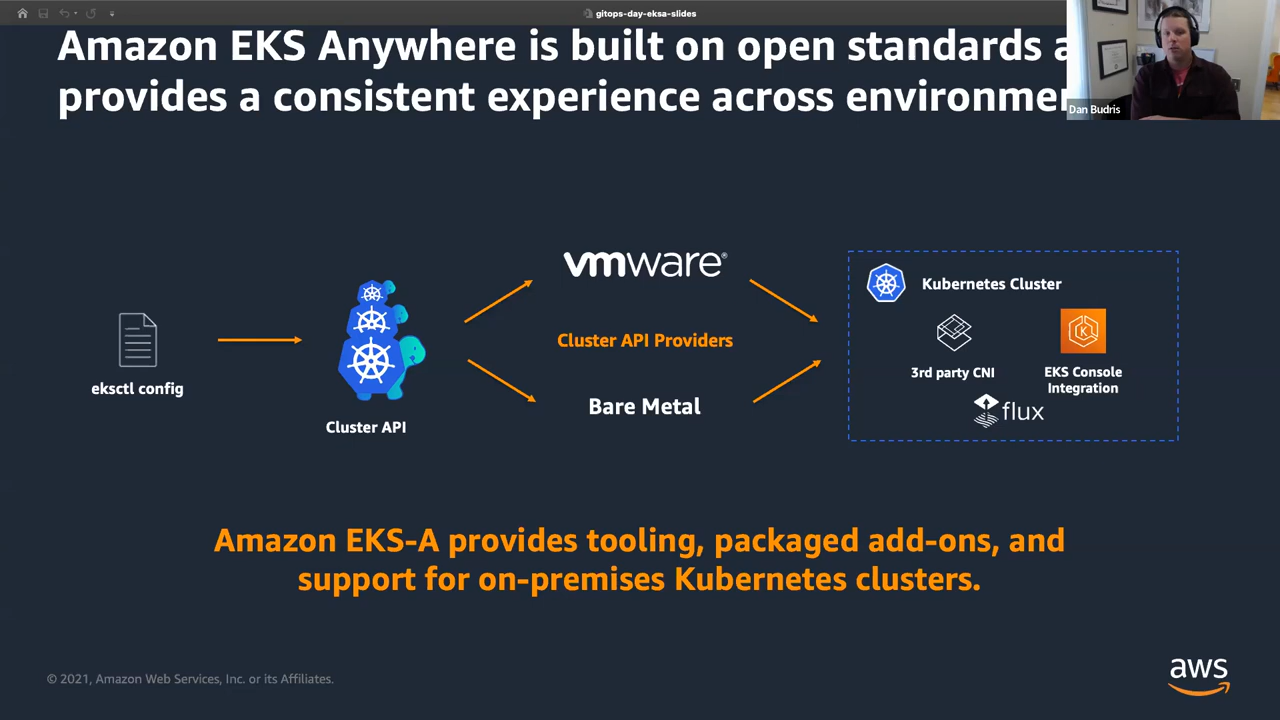 gitops-day-eksa-slides
Amazon EKS Anywhere is built on open standards a
provides a consistent experience across environme
Dan Budris
vmware®
Kubernetes Cluster
Cluster API Providers
eksctl config
3rd party CNI
EKS Console
Integration
Bare Metal
flux
Cluster API
Amazon EKS-A provides tooling, packaged add-ons, and
support for on-premises Kubernetes clusters.
© 2021, Amazon Web Services, Inc. or its Affiliates.
aws